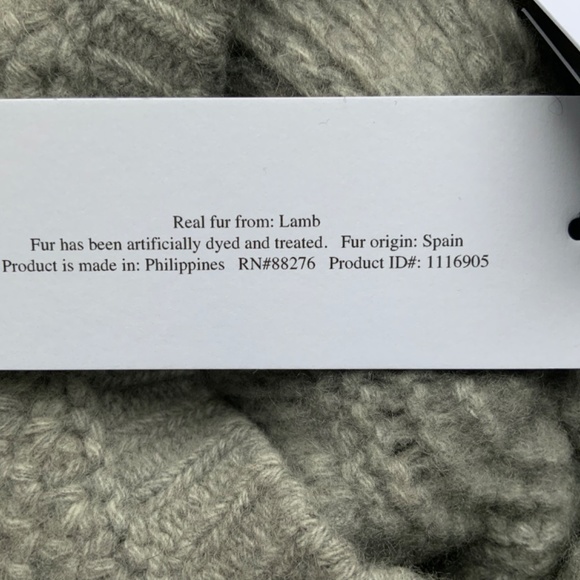 Real fur from: Lamb
Fur has been artificially dyed and treated. Fur origin: Spain
Product is made in: Philippines RN#88276 Product ID#: 1116905